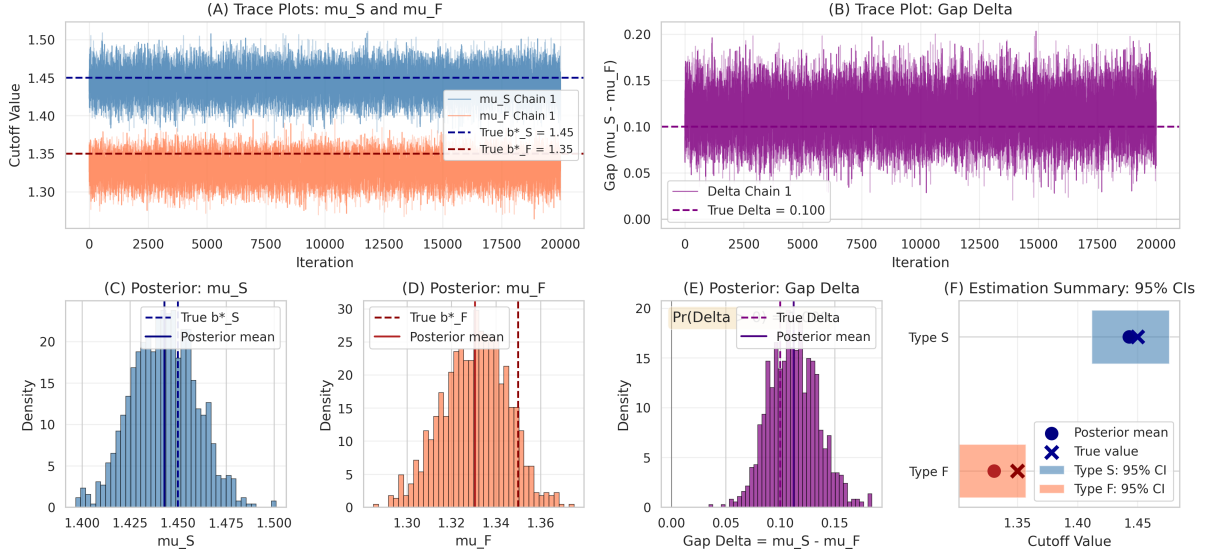 (A) Trace Plots: mu_S and mu_F
Cutoff Value
1.50
1.45
1.40
1.35
1.30
mu_S Chain 1
mu_F Chain 1
True b*_S = 1.45
True b*_F = 1.35
0 2500 5000 7500 10000 12500 15000 17500 20000
Iteration
(B) Trace Plot: Gap Delta
Gap (mu_S - mu_F)
0.20
0.15
0.10
0.05
0.00
Delta Chain 1
True Delta = 0.100
0 2500 5000 7500 10000 12500 15000 17500 20000
Iteration
(C) Posterior: mu_S
Density
20
15
10
5
0
True b*_S
Posterior mean
1.400 1.425 1.450 1.475 1.500
mu_S
(D) Posterior: mu_F
Density
30
25
20
15
10
5
0
True b*_F
Posterior mean
1.30 1.32 1.34 1.36
mu_F
(E) Posterior: Gap Delta
Density
20
15
10
5
0
Pr(Delta
True Delta
Posterior mean
0.00 0.05 0.10 0.15
Gap Delta = mu_S - mu_F
(F) Estimation Summary: 95% CIs
Type S
Type F
Posterior mean
True value
Type S: 95% CI
Type F: 95% CI
1.35 1.40 1.45
Cutoff Value